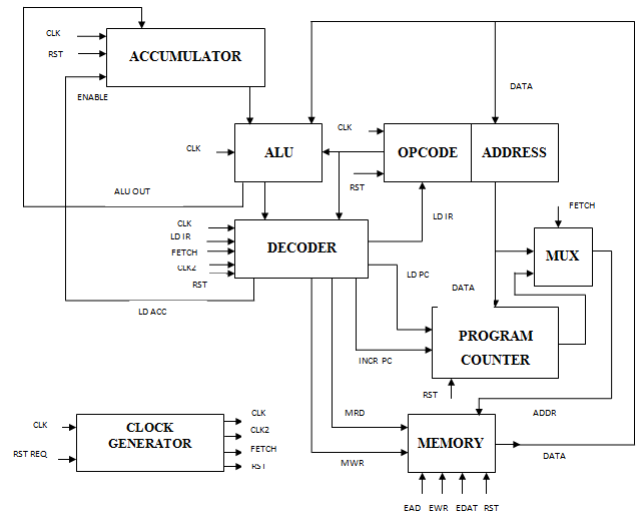 CLK
RST
ACCUMULATOR
ENABLE
DATA
CLK
ALU
CLK
OPCODE
ADDRESS
RST
ALU OUT
LD IR
FETCH
CLK
LD IR
FETCH
CLK2
RST
DECODER
MUX
LD PC
DATA
LD ACC
PROGRAM
COUNTER
INCR PC
RST
ADDR
CLK
RST REQ
CLOCK
GENERATOR
CLK
CLK2
FETCH
RST
MRD
MWR
MEMORY
DATA
EAD
EWR
EDAT
RST